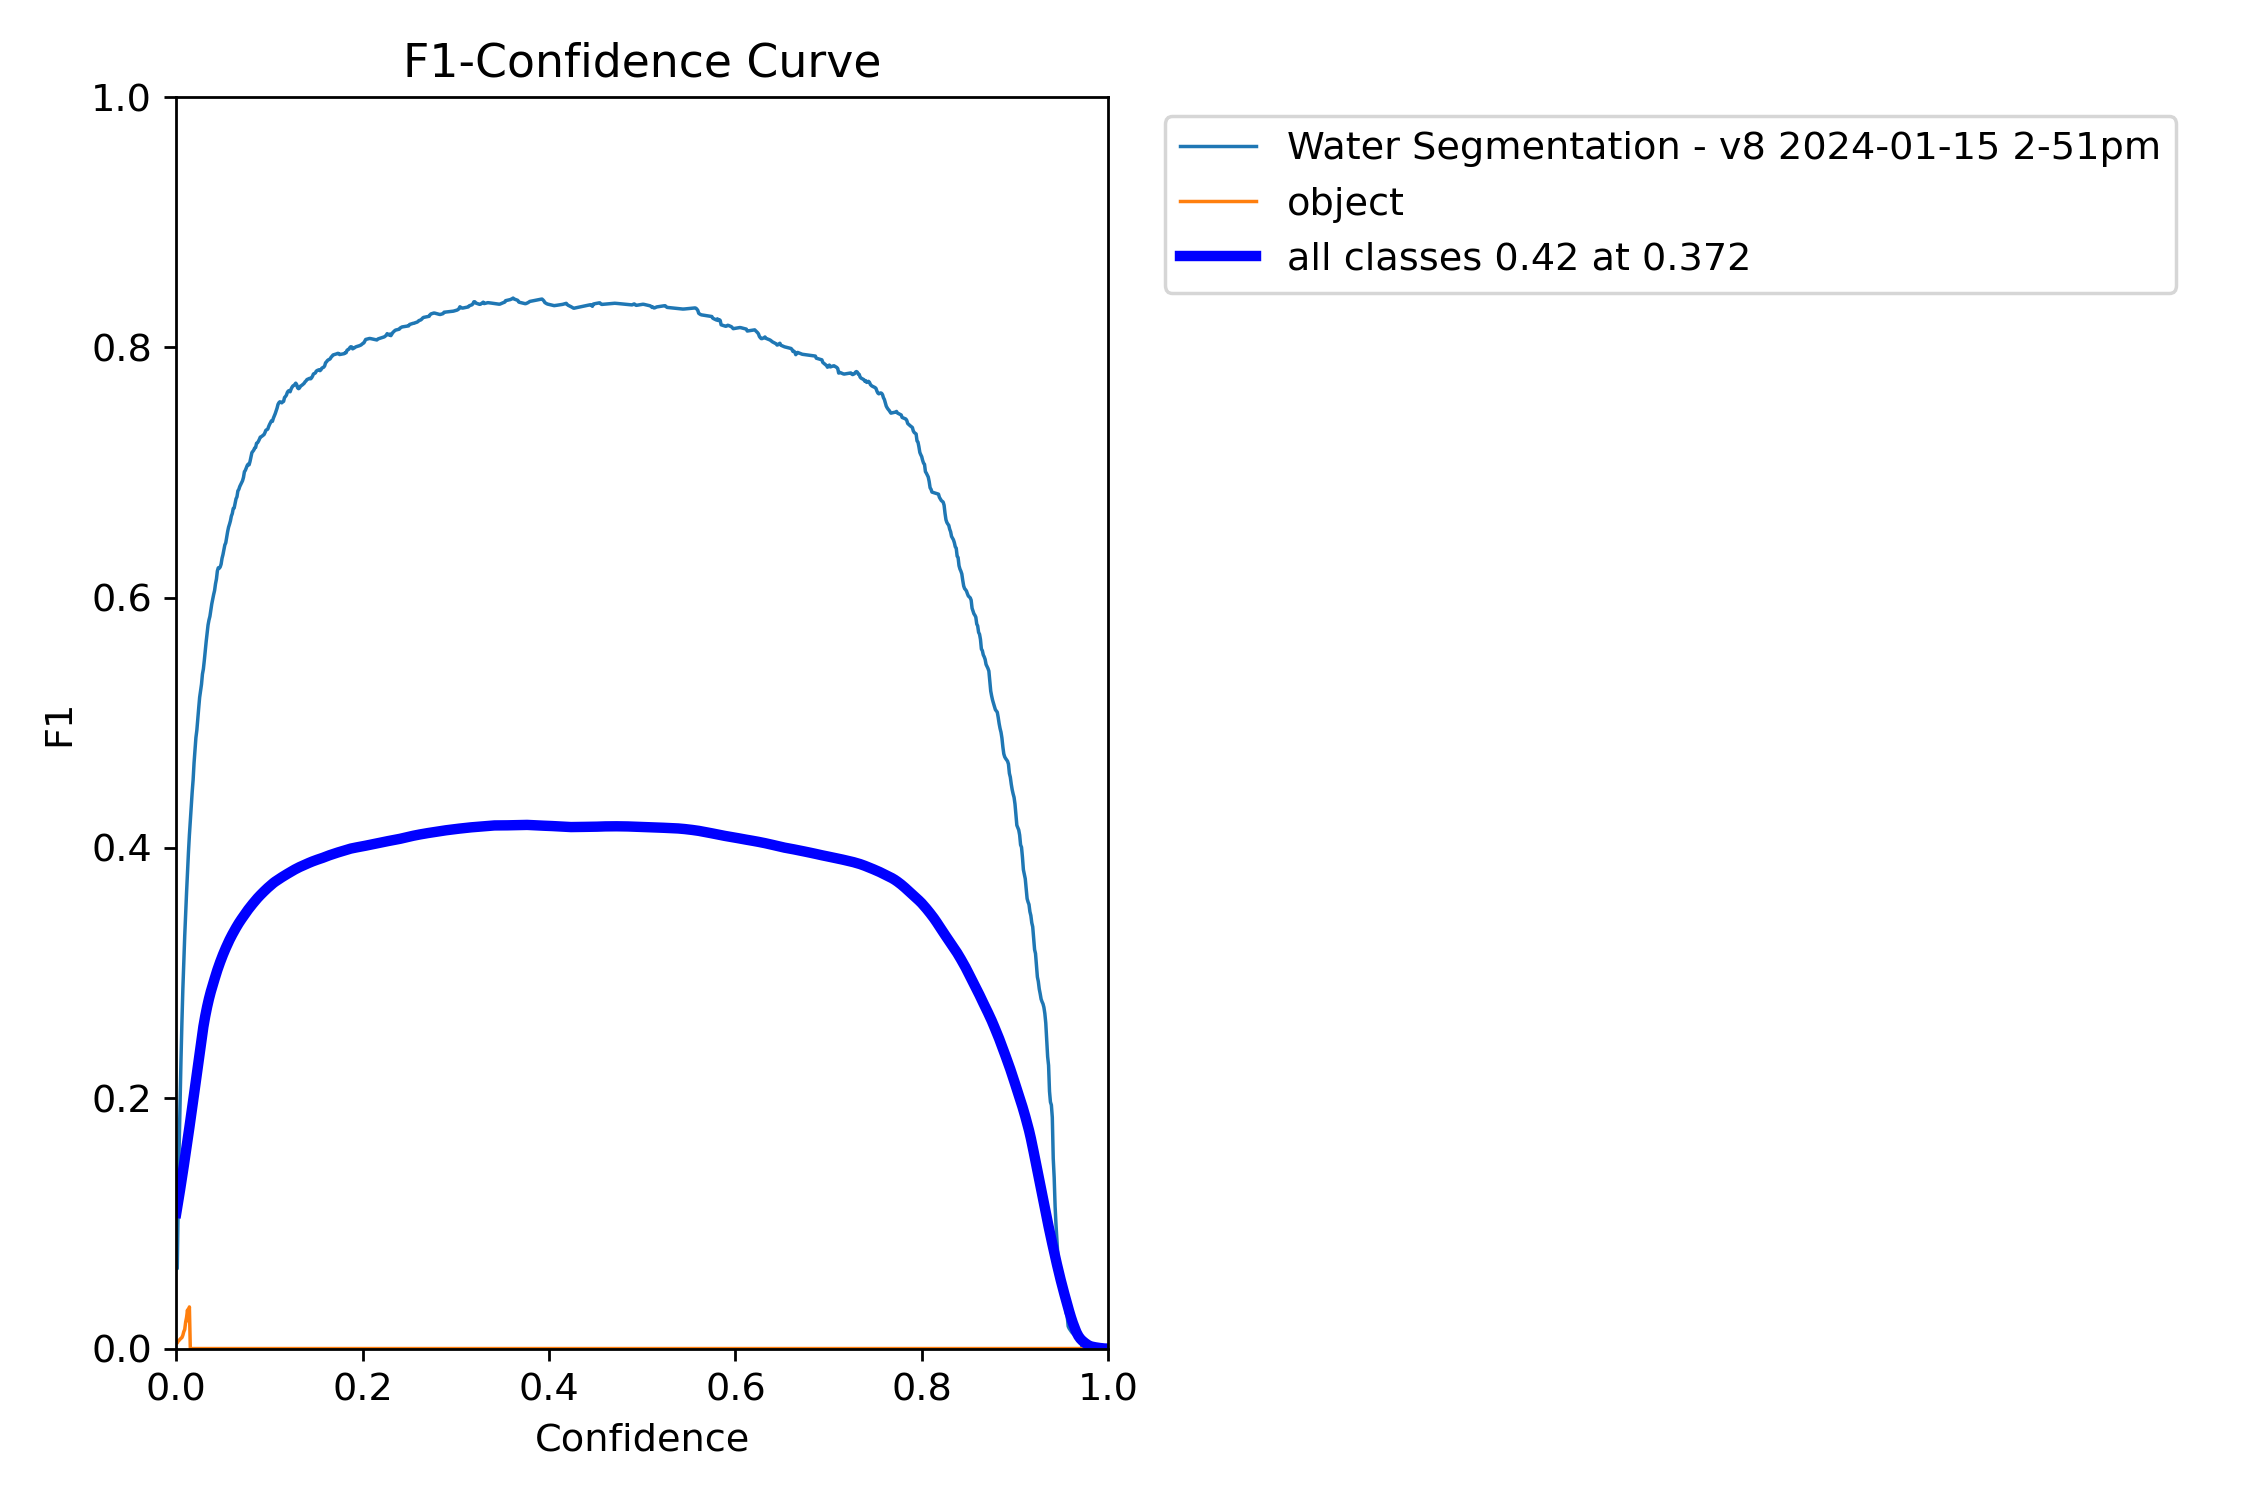 F1-Confidence Curve
1.0
0.8
0.6
0.4
0.2
0.0
F1
0.0 0.2 0.4 0.6 0.8 1.0
Confidence
Water Segmentation - v8 2024-01-15 2-51pm
object
all classes 0.42 at 0.372